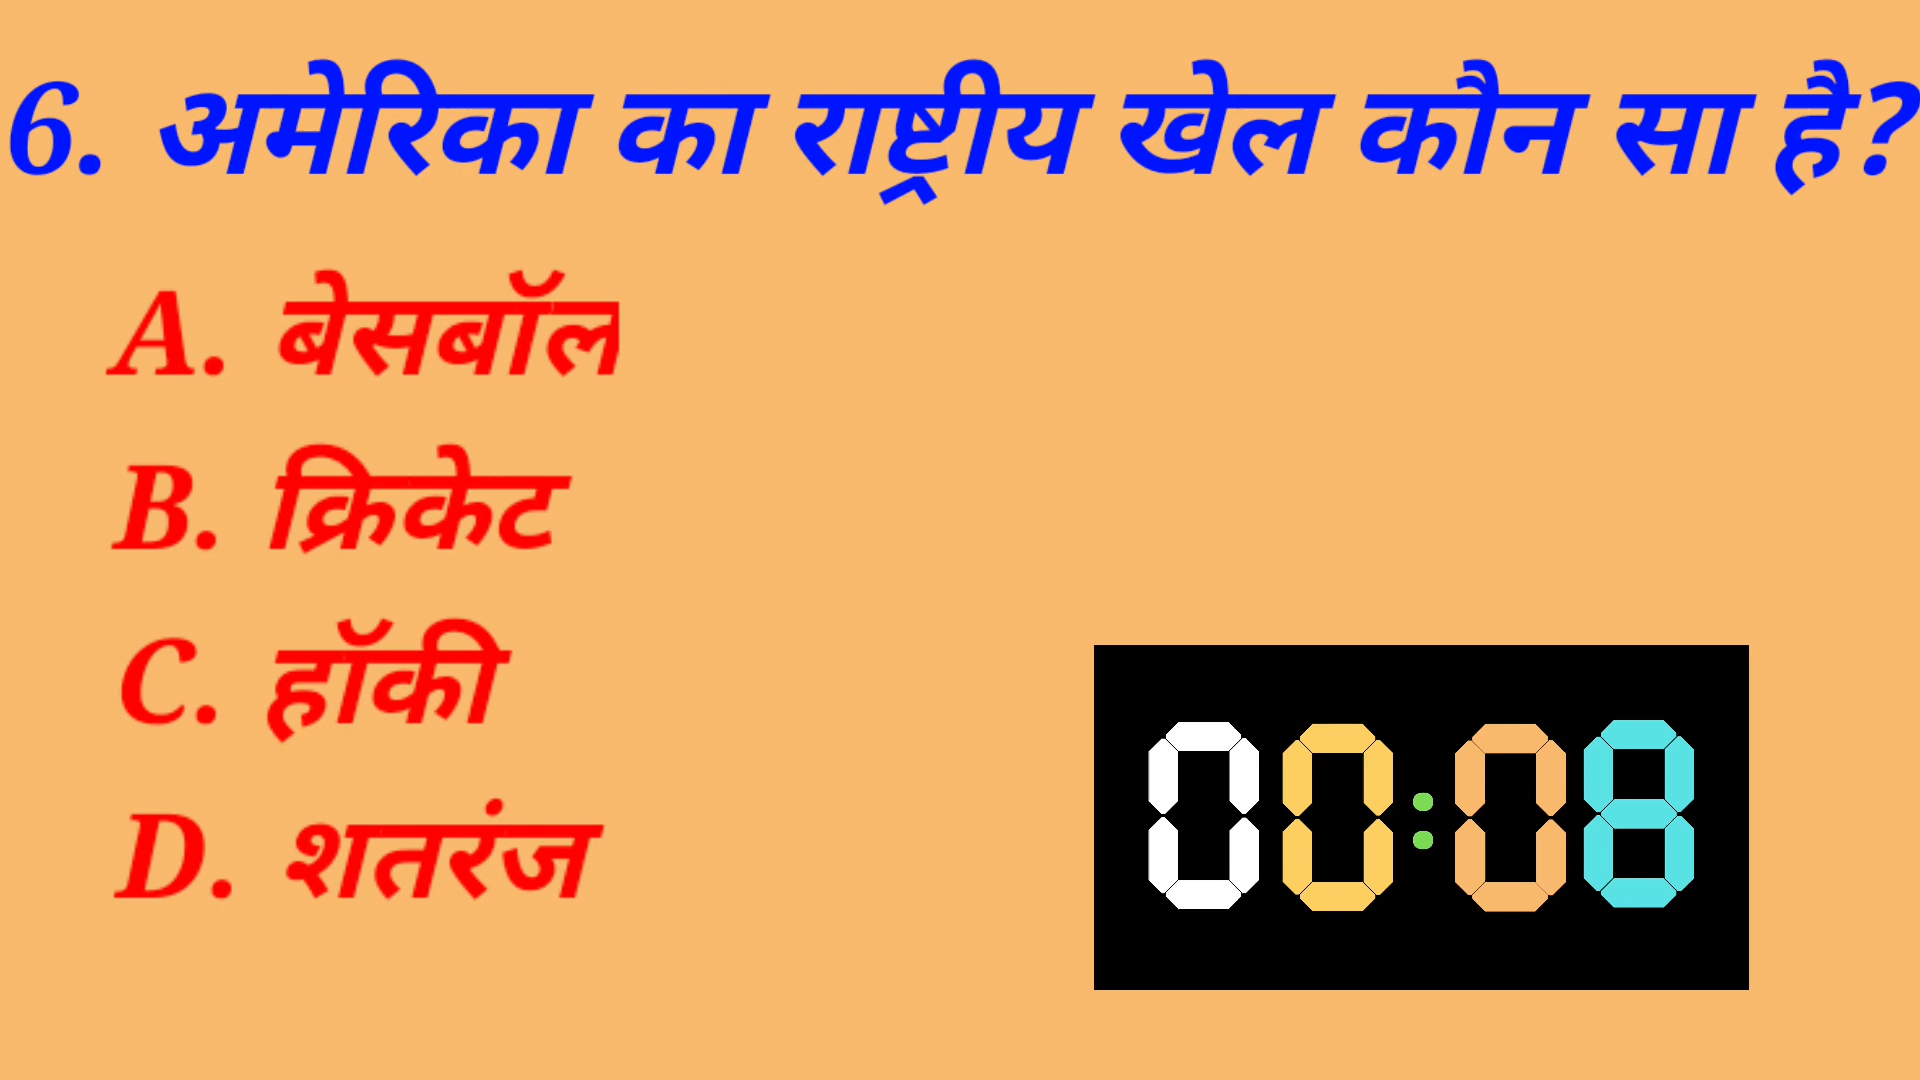 6. अमेरिका का राष्ट्रीय खेल कौन सा है?
A. बेसबॉल
B. क्रिकेट
C. हॉकी
D. शतरंज
00:08